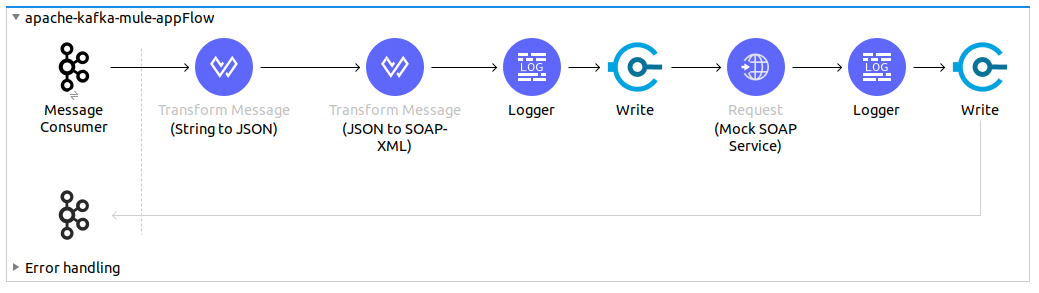 apache-kafka-mule-appFlow
Message
Consumer
Transform Message
(String to JSON)
Transform Message
(JSON to SOAP-
XML)
LOG
Logger
Write
Request
(Mock SOAP
Service)
LOG
Logger
Write
Error handling